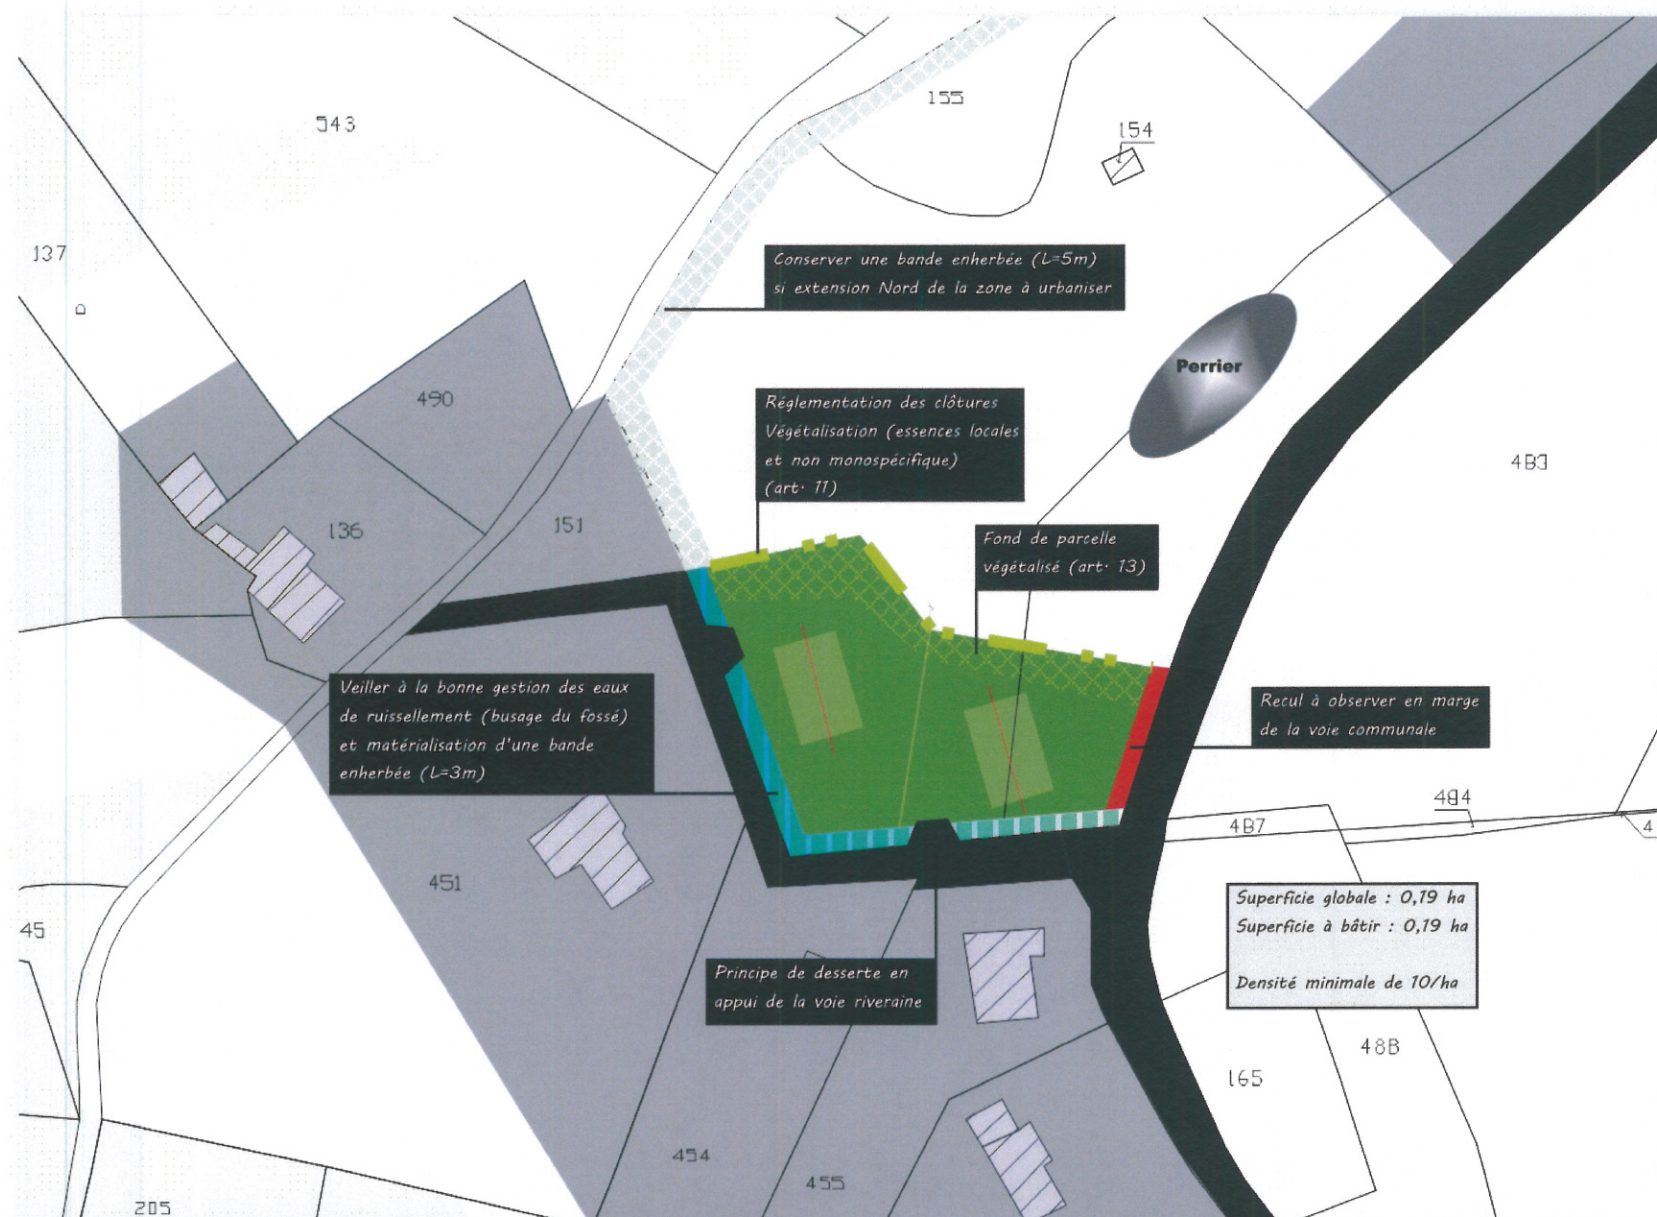 543
155
154
137
D
Conserver une bande enherbée (L=5m)
si extension Nord de la zone à urbaniser
Perrier
490
Réglementation des clôtures
Végétalisation (essences locales
et non monospécifique)
(art. 11)
483
136
151
Fond de parcelle
végétalisé (art. 13)
Veiller à la bonne gestion des eaux
de ruissellement (busage du fossé)
et matérialisation d'une bande
enherbée (L=3m)
Recul à observer en marge
de la voie communale
484
487
4
451
45
Superficie globale : 0,19 ha
Superficie à bâtir : 0,19 ha
Densité minimale de 10/ha
Principe de desserte en
appui de la voie riveraine
488
165
454
455
205